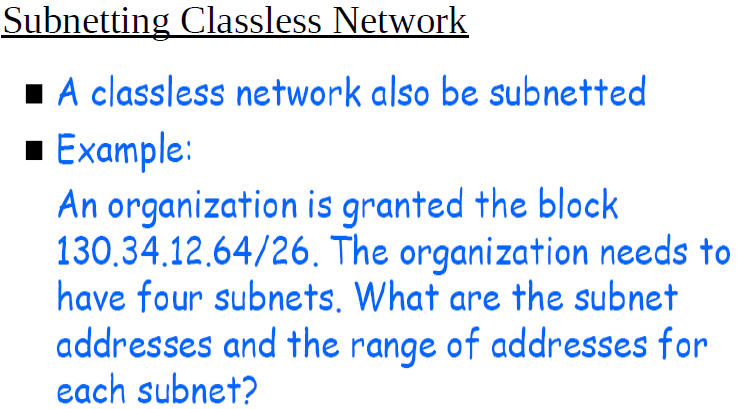 Subnetting Classless Network
■ A classless network also be subnetted
■ Example:
An organization is granted the block
130.34.12.64/26. The organization needs to
have four subnets. What are the subnet
addresses and the range of addresses for
each subnet?